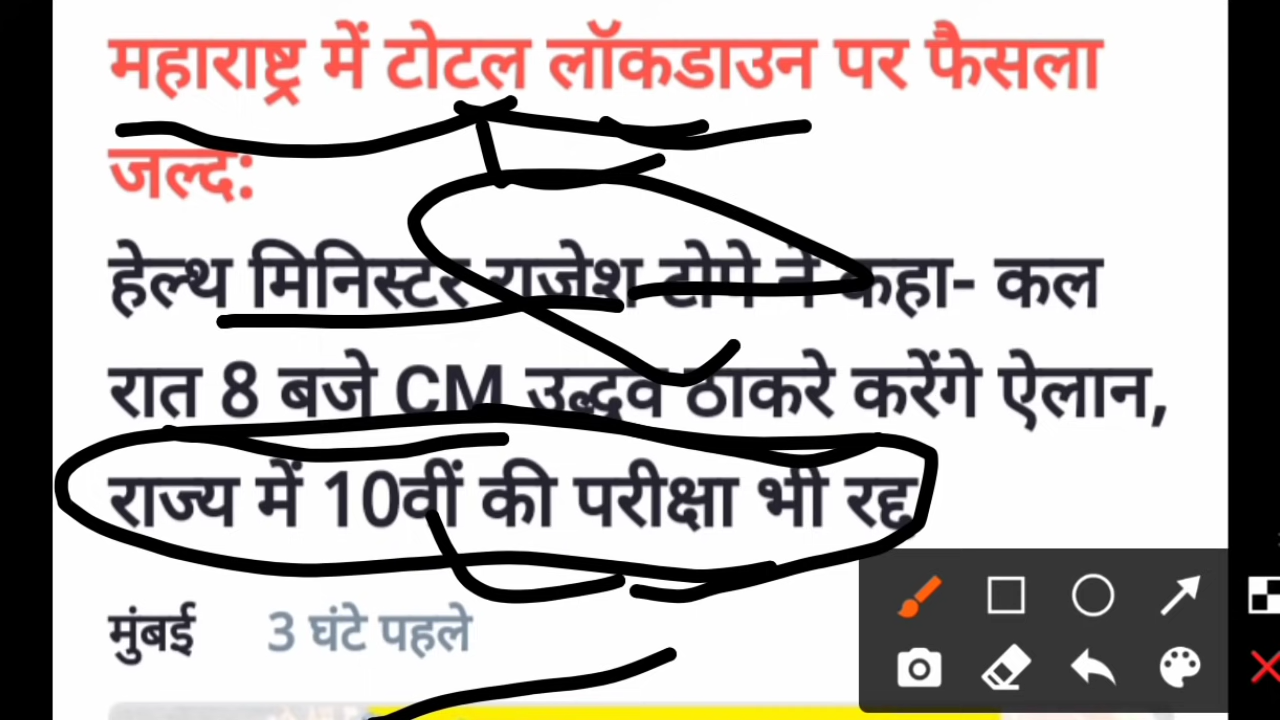 महाराष्ट्र में टोटल लॉकडाउन पर फैसला
जल्द:
हेल्थ मिनिस्टर राजेश टोपे ने कहा- कल
रात 8 बजे CM उद्धव ठाकरे करेंगे ऐलान,
राज्य में 10वीं की परीक्षा भी रद्द
मुंबई 3 घंटे पहले